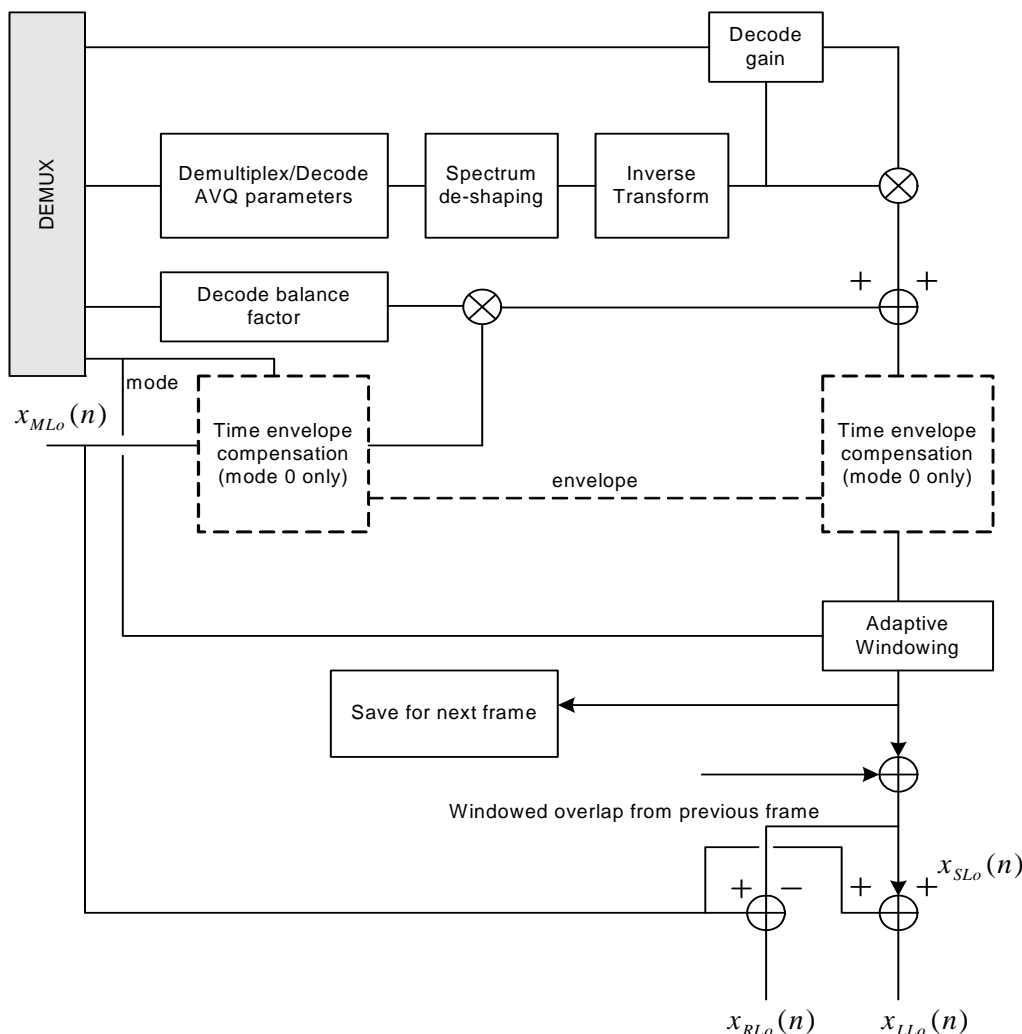 Decode
gain
DEMUX
Demultiplex/Decode
AVQ parameters
Spectrum
de-shaping
Inverse
Transform
Decode balance
factor
+ +
mode
x_{MLo}(n)
Time envelope
compensation
(mode 0 only)
envelope
Time envelope
compensation
(mode 0 only)
Adaptive
Windowing
Save for next frame
Windowed overlap from previous frame
x_{SLo}(n)
+ − + +
x_{RLo}(n)
x_{LLo}(n)